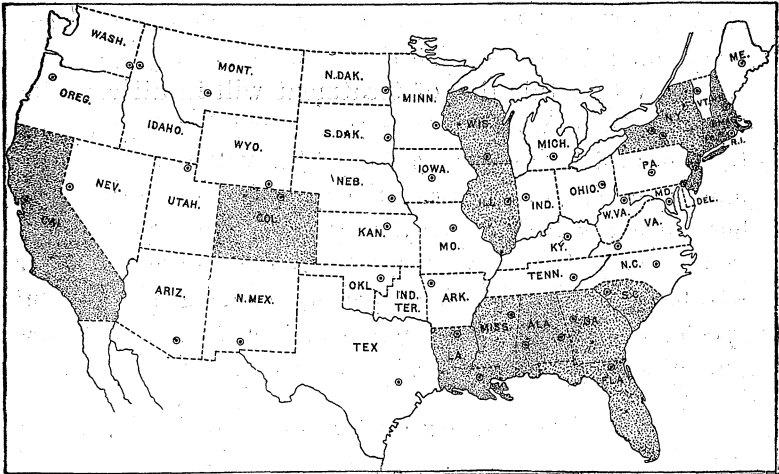 WASH.
MONT.
N.DAK.
MINN.
ME.
OREG.
IDAHO.
S.DAK.
WIS.
MICH.
N.Y.
VT.
R.I.
WYO.
NEV.
UTAH.
COL.
CAL.
NEB.
IOWA.
ILL.
IND.
OHIO.
PA.
MD.
DEL.
W.VA.
VA.
KAN.
MO.
KY.
TENN.
N.C.
S.C.
ARIZ.
N.MEX.
OKL.
IND.
TER.
ARK.
TEX
LA.
MISS.
ALA.
GA.
FLA.